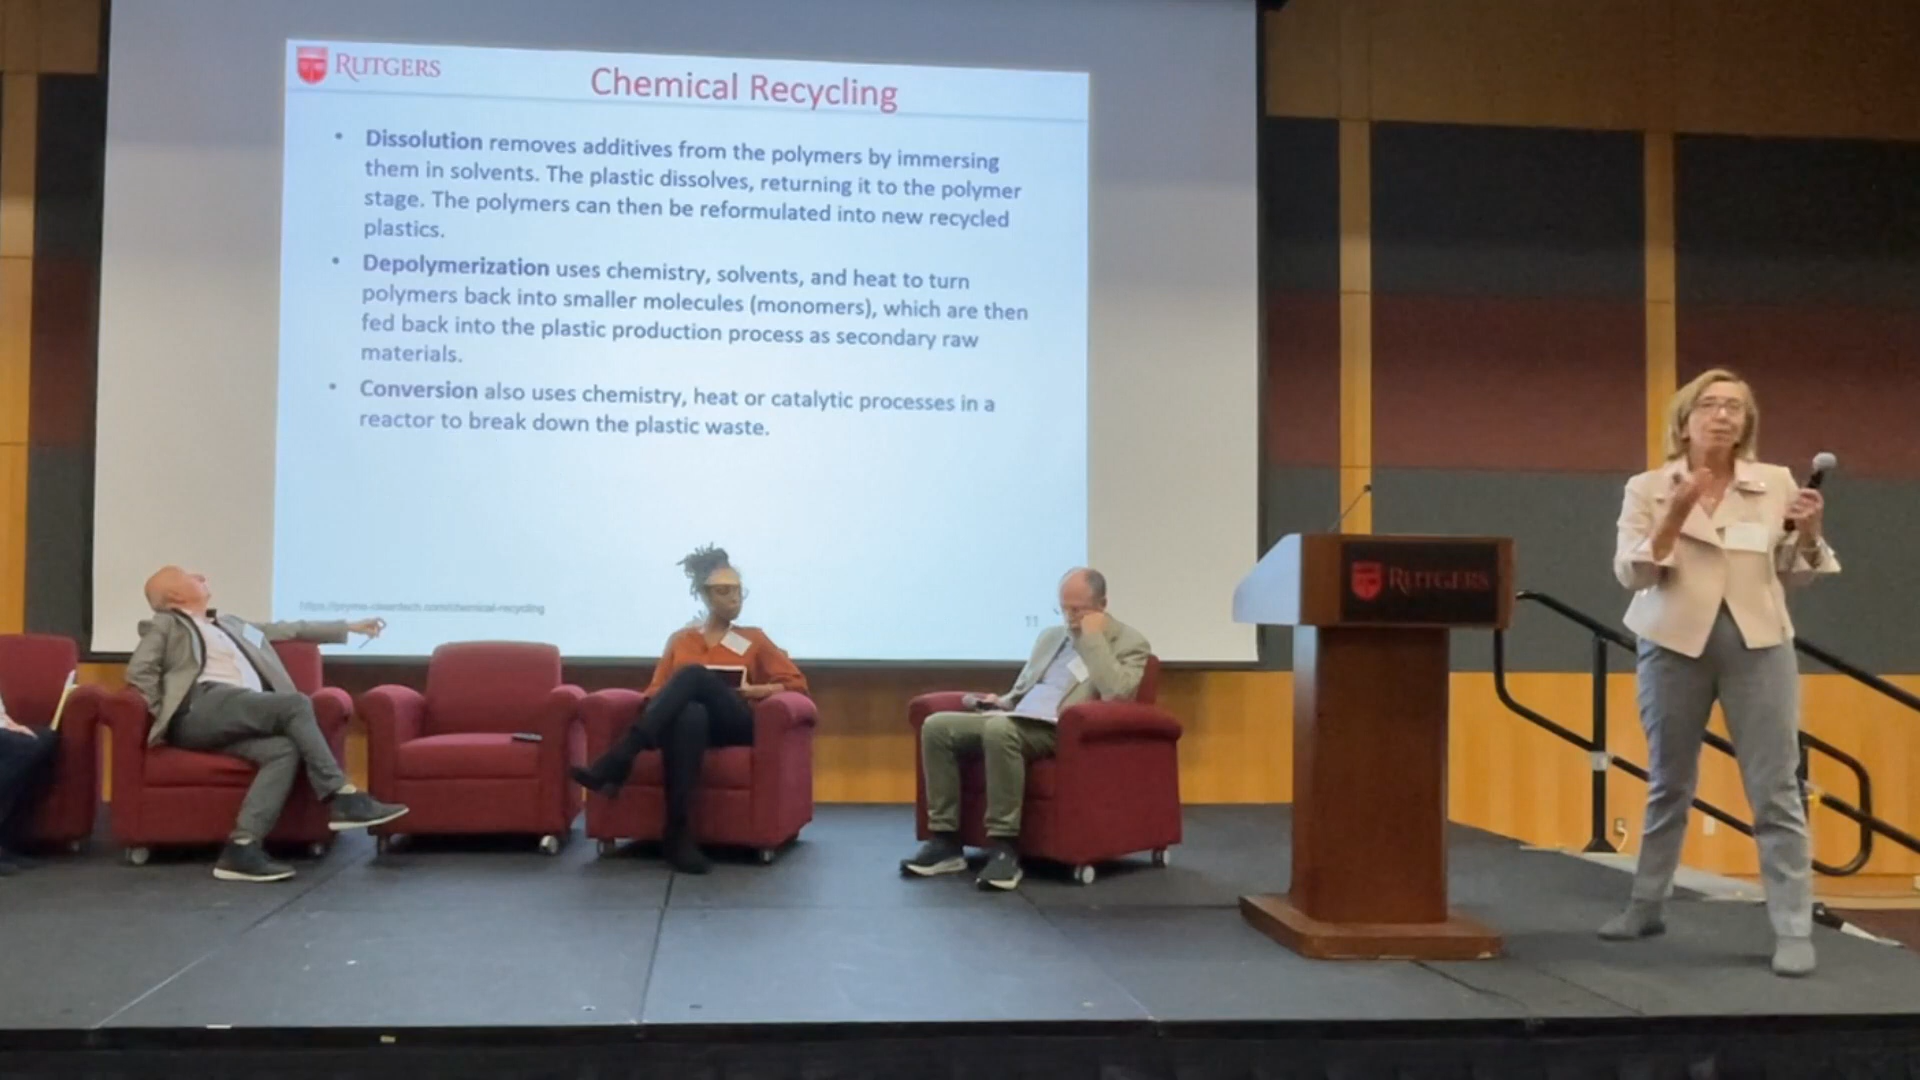 RUTGERS
Chemical Recycling
• Dissolution removes additives from the polymers by immersing
them in solvents. The plastic dissolves, returning it to the polymer
stage. The polymers can then be reformulated into new recycled
plastics.
• Depolymerization uses chemistry, solvents, and heat to turn
polymers back into smaller molecules (monomers), which are then
fed back into the plastic production process as secondary raw
materials.
• Conversion also uses chemistry, heat or catalytic processes in a
reactor to break down the plastic waste.
11
RUTGERS